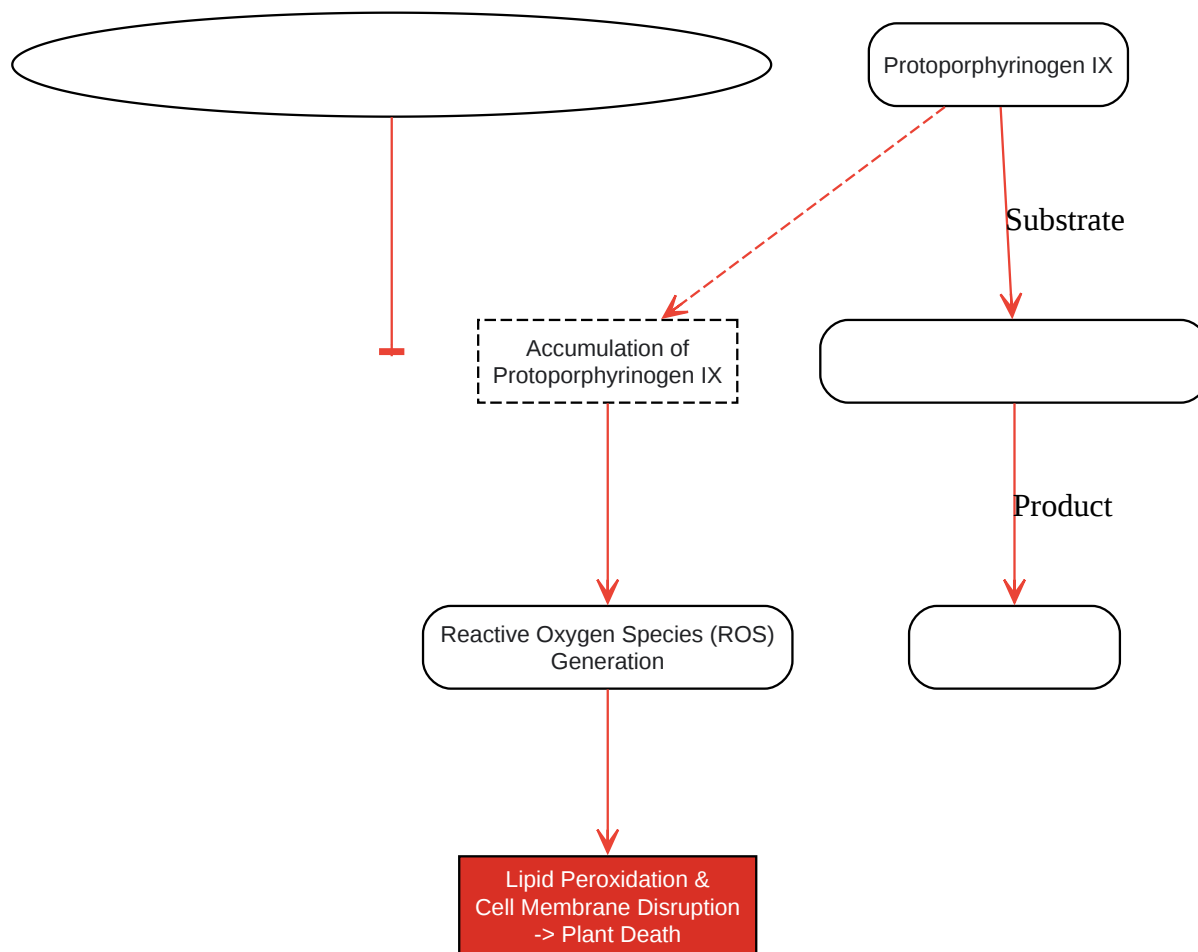 Protoporphyrinogen IX
Substrate
Accumulation of
Protoporphyrinogen IX
Product
Reactive Oxygen Species (ROS)
Generation
Lipid Peroxidation &
Cell Membrane Disruption
-> Plant Death